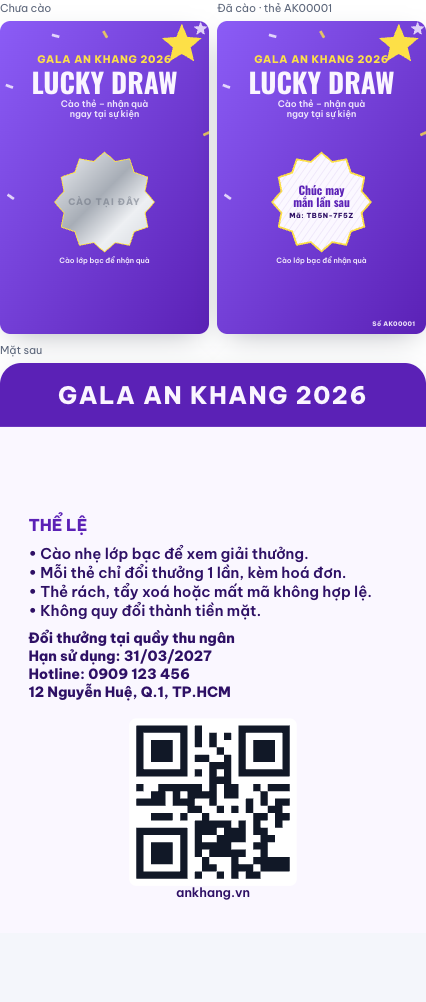 Chưa cào
GALA AN KHANG 2026
LUCKY DRAW
Cào thẻ – nhận quà
ngay tại sự kiện
CÀO TẠI ĐÂY
Cào lớp bạc để nhận quà
Đã cào · thẻ AK00001
GALA AN KHANG 2026
LUCKY DRAW
Cào thẻ – nhận quà
ngay tại sự kiện
Chúc may
mắn lần sau
Mã: TB5N-7F5Z
Cào lớp bạc để nhận quà
Số AK00001
Mặt sau
GALA AN KHANG 2026
THỂ LỆ
• Cào nhẹ lớp bạc để xem giải thưởng.
• Mỗi thẻ chỉ đổi thưởng 1 lần, kèm hoá đơn.
• Thẻ rách, tẩy xoá hoặc mất mã không hợp lệ.
• Không quy đổi thành tiền mặt.
Đổi thưởng tại quầy thu ngân
Hạn sử dụng: 31/03/2027
Hotline: 0909 123 456
12 Nguyễn Huệ, Q.1, TP.HCM
ankhang.vn